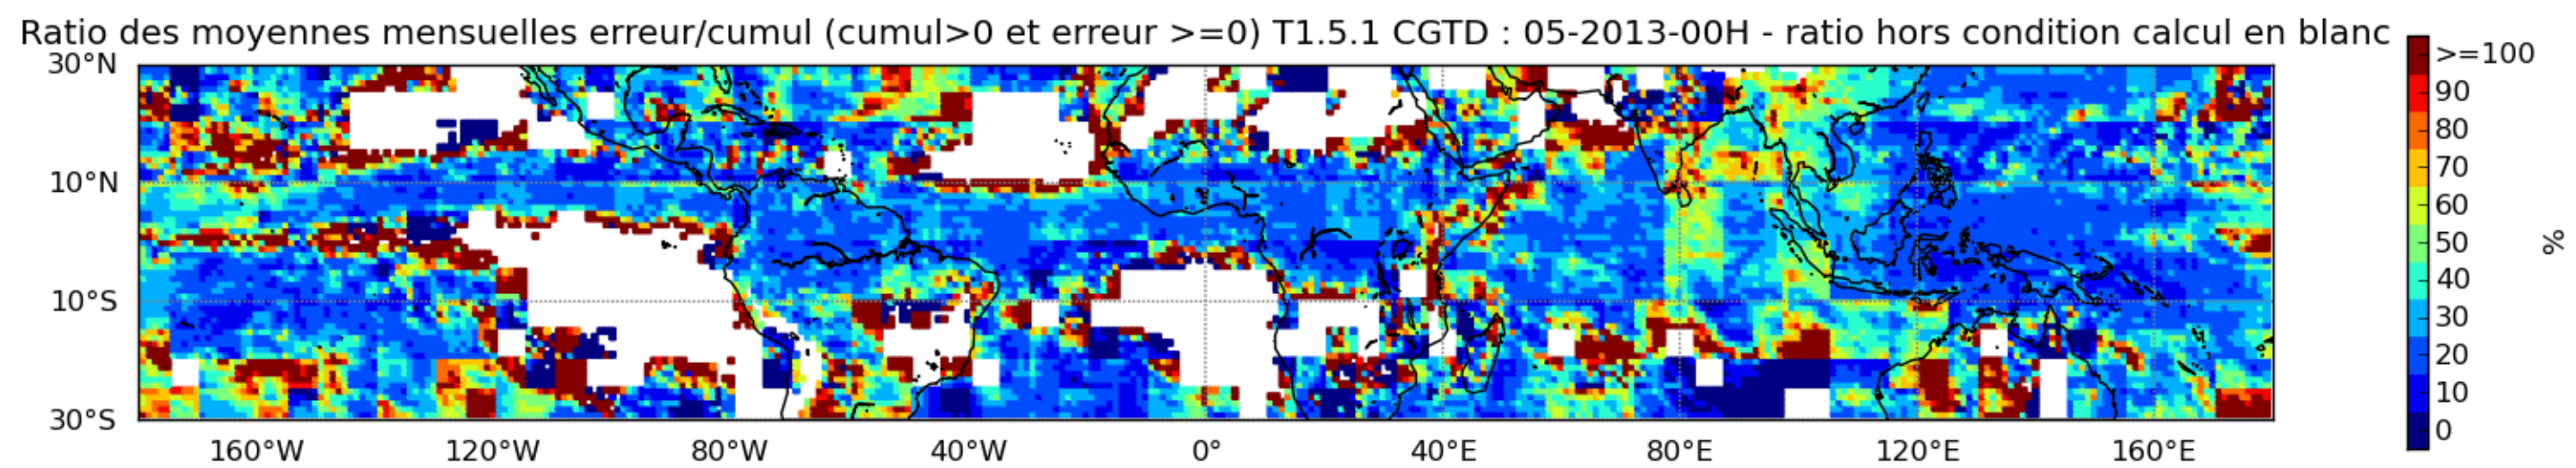 Ratio des moyennes mensuelles erreur/cumul (cumul>0 et erreur >=0) T1.5.1 CGTD : 05-2013-00H - ratio hors condition calcul en blanc
30°N
10°N
10°S
30°S
160°W 120°W 80°W 40°W 0° 40°E 80°E 120°E 160°E
>=100
90
80
70
60
50
40
30
20
10
0
%